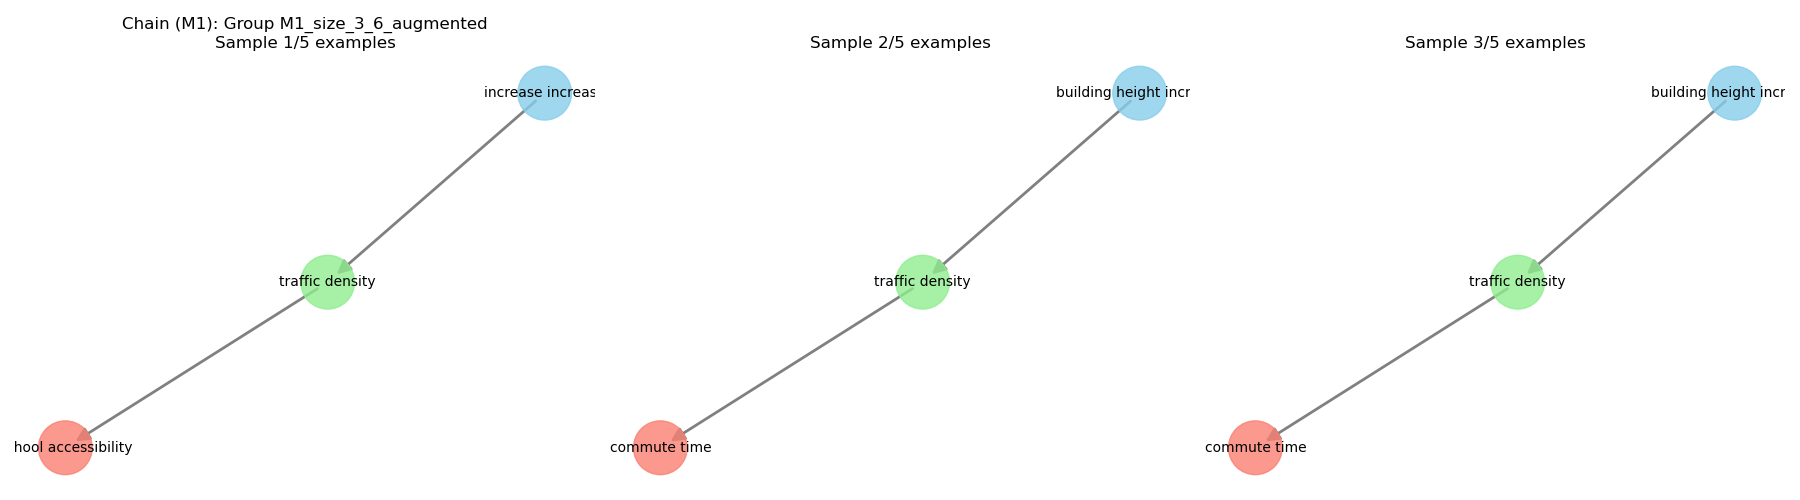 Chain (M1): Group M1_size_3_6_augmented
Sample 1/5 examples
increase increas
traffic density
hool accessibility
Sample 2/5 examples
building height incr
traffic density
commute time
Sample 3/5 examples
building height incr
traffic density
commute time